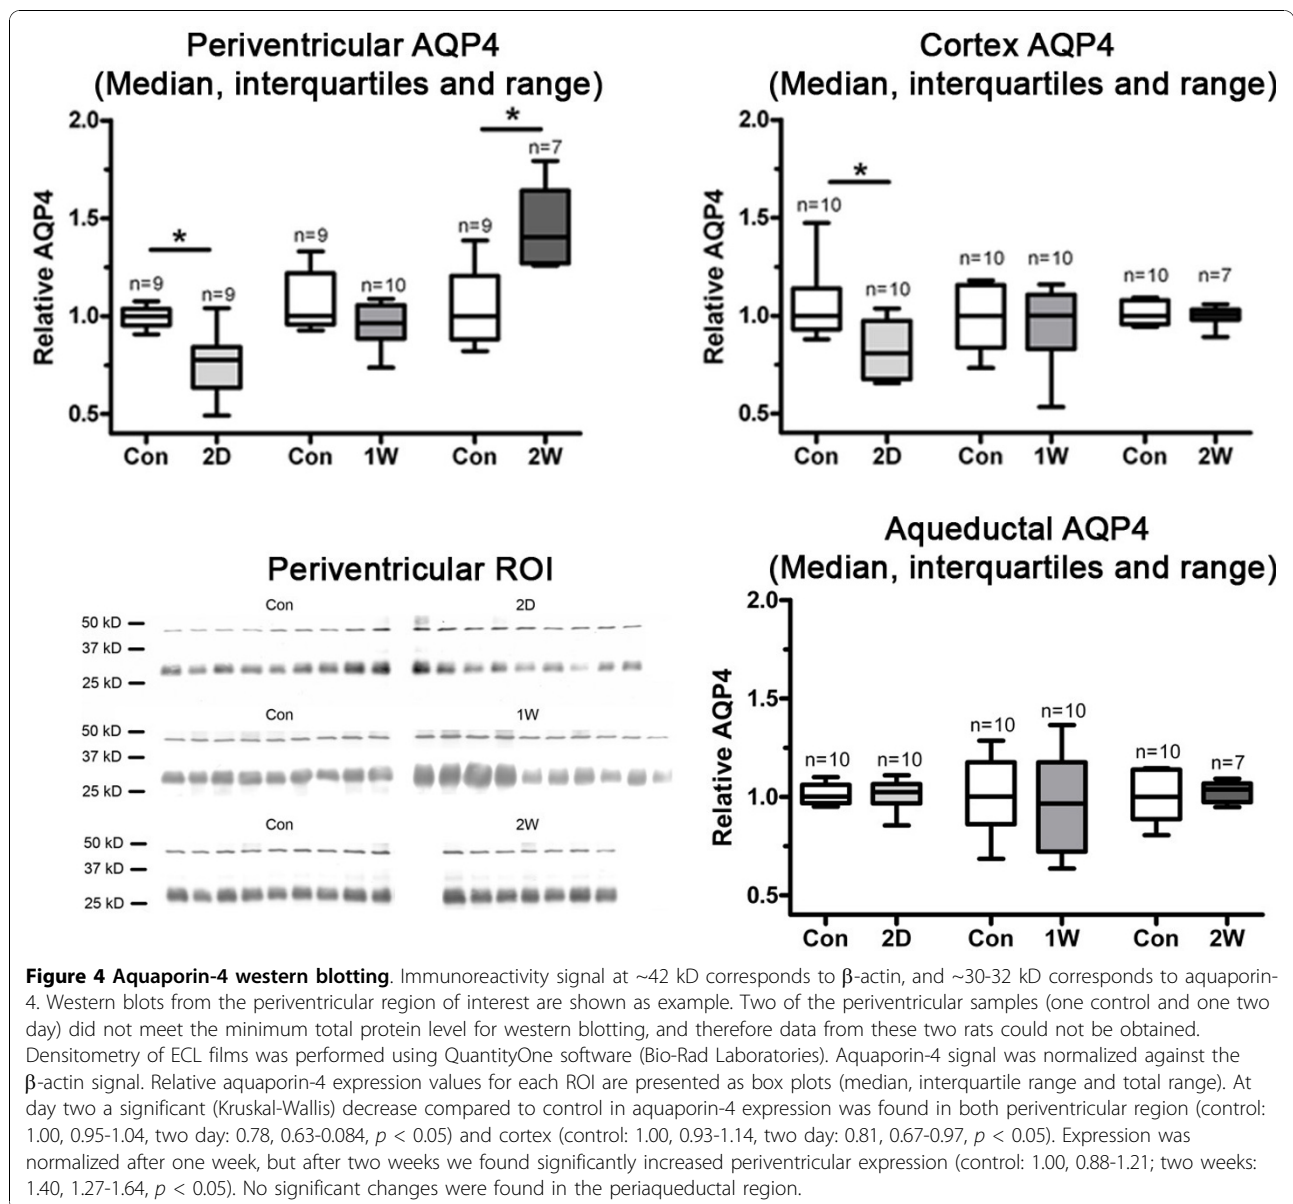 Periventricular AQP4
(Median, interquartiles and range)
2.0
1.5
1.0
0.5
Relative AQP4
n=9
*
n=9
n=9
n=10
n=9
*
n=7
Con 2D Con 1W Con 2W
Cortex AQP4
(Median, interquartiles and range)
2.0
1.5
1.0
0.5
Relative AQP4
n=10
*
n=10
n=10
n=10
n=10
n=7
Con 2D Con 1W Con 2W
Periventricular ROI
Con 2D
50 kD
37 kD
25 kD
Con 1W
50 kD
37 kD
25 kD
Con 2W
50 kD
37 kD
25 kD
Aqueductal AQP4
(Median, interquartiles and range)
2.0
1.5
1.0
0.5
Relative AQP4
n=10
n=10
n=10
n=10
n=10
n=7
Con 2D Con 1W Con 2W
Figure 4 Aquaporin-4 western blotting. Immunoreactivity signal at ~42 kD corresponds to β-actin, and ~30-32 kD corresponds to aquaporin-
4. Western blots from the periventricular region of interest are shown as example. Two of the periventricular samples (one control and one two
day) did not meet the minimum total protein level for western blotting, and therefore data from these two rats could not be obtained.
Densitometry of ECL films was performed using QuantityOne software (Bio-Rad Laboratories). Aquaporin-4 signal was normalized against the
β-actin signal. Relative aquaporin-4 expression values for each ROI are presented as box plots (median, interquartile range and total range). At
day two a significant (Kruskal-Wallis) decrease compared to control in aquaporin-4 expression was found in both periventricular region (control:
1.00, 0.95-1.04, two day: 0.78, 0.63-0.084, p < 0.05) and cortex (control: 1.00, 0.93-1.14, two day: 0.81, 0.67-0.97, p < 0.05). Expression was
normalized after one week, but after two weeks we found significantly increased periventricular expression (control: 1.00, 0.88-1.21; two weeks:
1.40, 1.27-1.64, p < 0.05). No significant changes were found in the periaqueductal region.